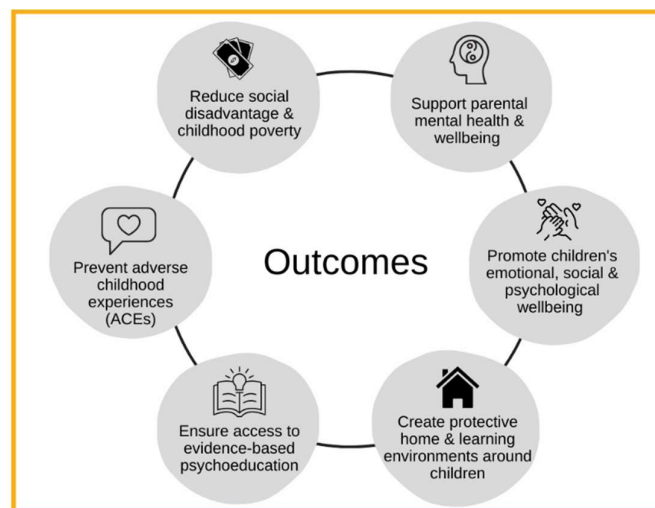 Reduce social
disadvantage &
childhood poverty
Support parental
mental health &
wellbeing
Prevent adverse
childhood
experiences
(ACEs)
Outcomes
Promote children's
emotional, social &
psychological
wellbeing
Ensure access to
evidence-based
psychoeducation
Create protective
home & learning
environments around
children